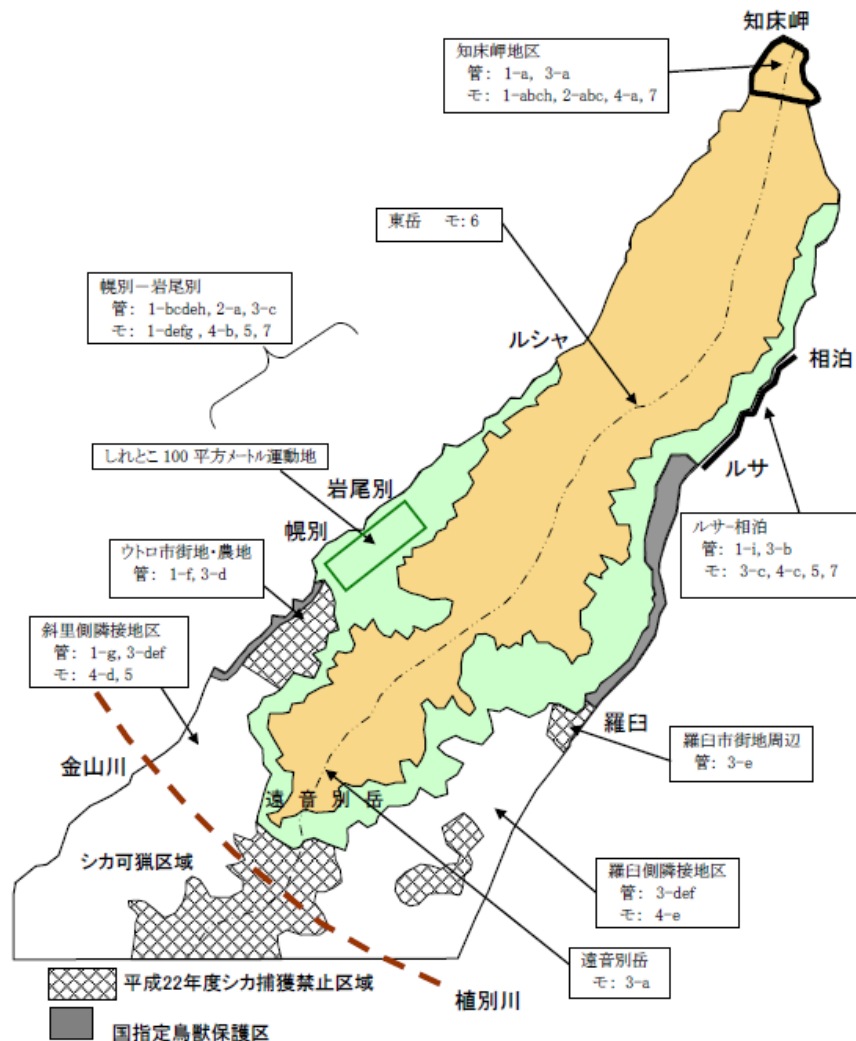 知床岬
知床岬地区
管: 1-a, 3-a
モ: 1-abch, 2-abc, 4-a, 7
東岳 モ: 6
幌別－岩尾別
管: 1-bcdeh, 2-a, 3-c
モ: 1-defg, 4-b, 5, 7
ルシャ
相泊
ルサ
しれとこ 100 平方メートル運動地
岩尾別
幌別
ルサ-相泊
管: 1-i, 3-b
モ: 3-c, 4-c, 5, 7
ウトロ市街地・農地
管: 1-f, 3-d
斜里側隣接地区
管: 1-g, 3-def
モ: 4-d, 5
羅臼
羅臼市街地周辺
管: 3-e
金山川
遠音別岳
シカ可猟区域
羅臼側隣接地区
管: 3-def
モ: 4-e
遠音別岳
モ: 3-a
平成22年度シカ捕獲禁止区域
植別川
国指定鳥獣保護区